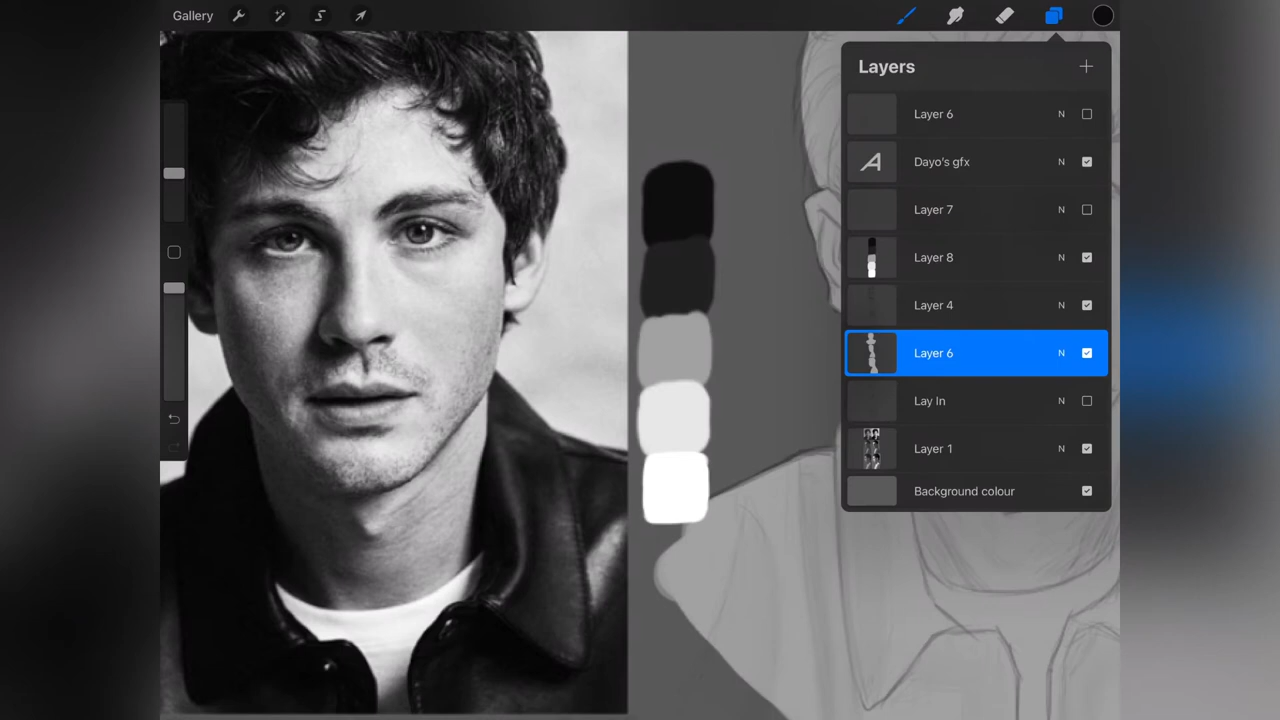 Gallery
Layers
Layer 6 N
Dayo's gfx N
Layer 7 N
Layer 8 N
Layer 4 N
Layer 6 N
Lay In N
Layer 1 N
Background colour